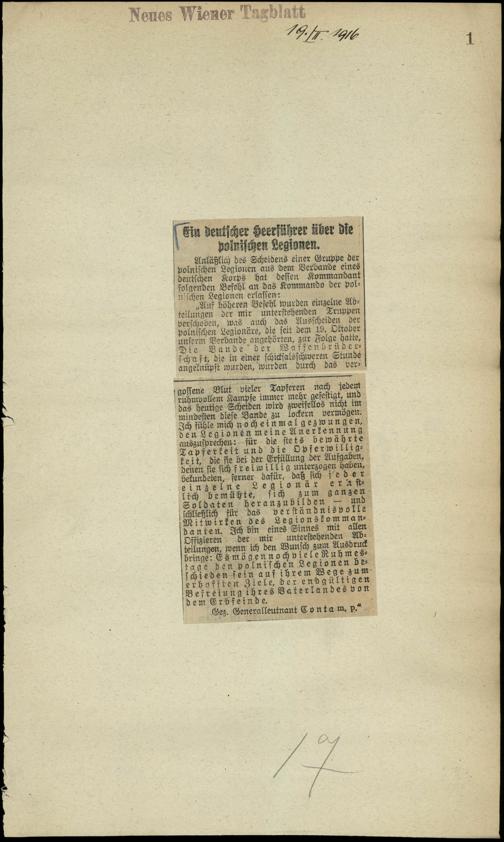 Neues Wiener Tagblatt
19./II. 1916
1
Ein deutscher Heerführer über die
polnischen Legionen.
Anläßlich des Scheidens einer Gruppe der
polnischen Legionen aus dem Verbande eines
deutschen Korps hat dessen Kommandant
folgenden Befehl an das Kommando der pol-
nischen Legionen erlassen:
„Auf höheren Befehl wurden einzelne Ab-
teilungen der mir unterstehenden Truppen
verschoben, was auch das Ausscheiden der
polnischen Legionäre, die seit dem 19. Oktober
unserm Verbande angehörten, zur Folge hatte.
Die Bande der Waffenbrüder-
schaft, die in einer schicksalsschweren Stunde
angeknüpft wurden, wurden durch das ver-
gossene Blut vieler Tapferen nach jedem
ruhmvollem Kampfe immer mehr gefestigt, und
das heutige Scheiden wird zweifellos nicht im
mindesten diese Bande zu lockern vermögen.
Ich fühle mich noch einmal gezwungen,
den Legionen meine Anerkennung
auszusprechen: für die stets bewährte
Tapferkeit und die Opferwillig-
keit, die sie bei der Erfüllung der Aufgaben,
denen sie sich freiwillig unterzogen haben,
bekundeten, ferner dafür, daß sich jeder
einzelne Legionär ernst-
lich bemühte, sich zum ganzen
Soldaten heranzubilden — und
schließlich für das verständnisvolle
Mitwirken des Legionskomman-
danten. Ich bin eines Sinnes mit allen
Offizieren der mir unterstehenden Ab-
teilungen, wenn ich den Wunsch zum Ausdruck
bringe: Es mögen noch viele Ruhmes-
tage den polnischen Legionen be-
schieden sein auf ihrem Wege zum
erhofften Ziele, der endgültigen
Befreiung ihres Vaterlandes von
dem Erbfeinde.
Gez. Generalleutnant Conta m. p.“
19